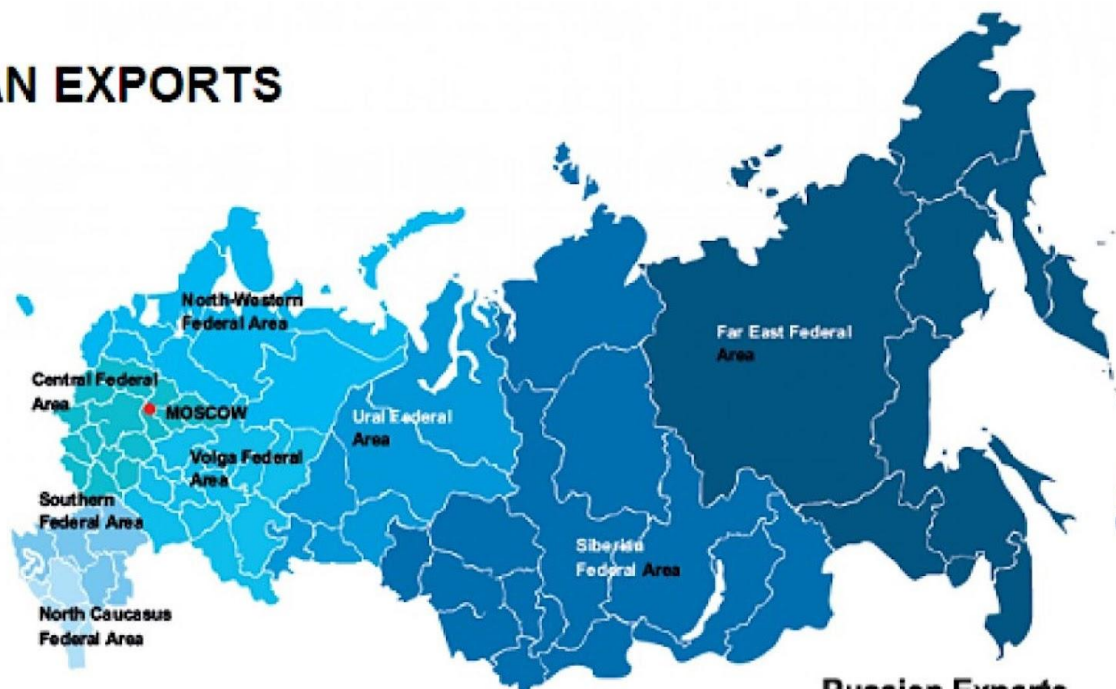 AN EXPORTS
North-Western
Federal Area
Far East Federal
Area
Central Federal
Area
MOSCOW
Ural Federal
Area
Volga Federal
Area
Southern
Federal Area
Siberian
Federal Area
North Caucasus
Federal Area
Russian Exports